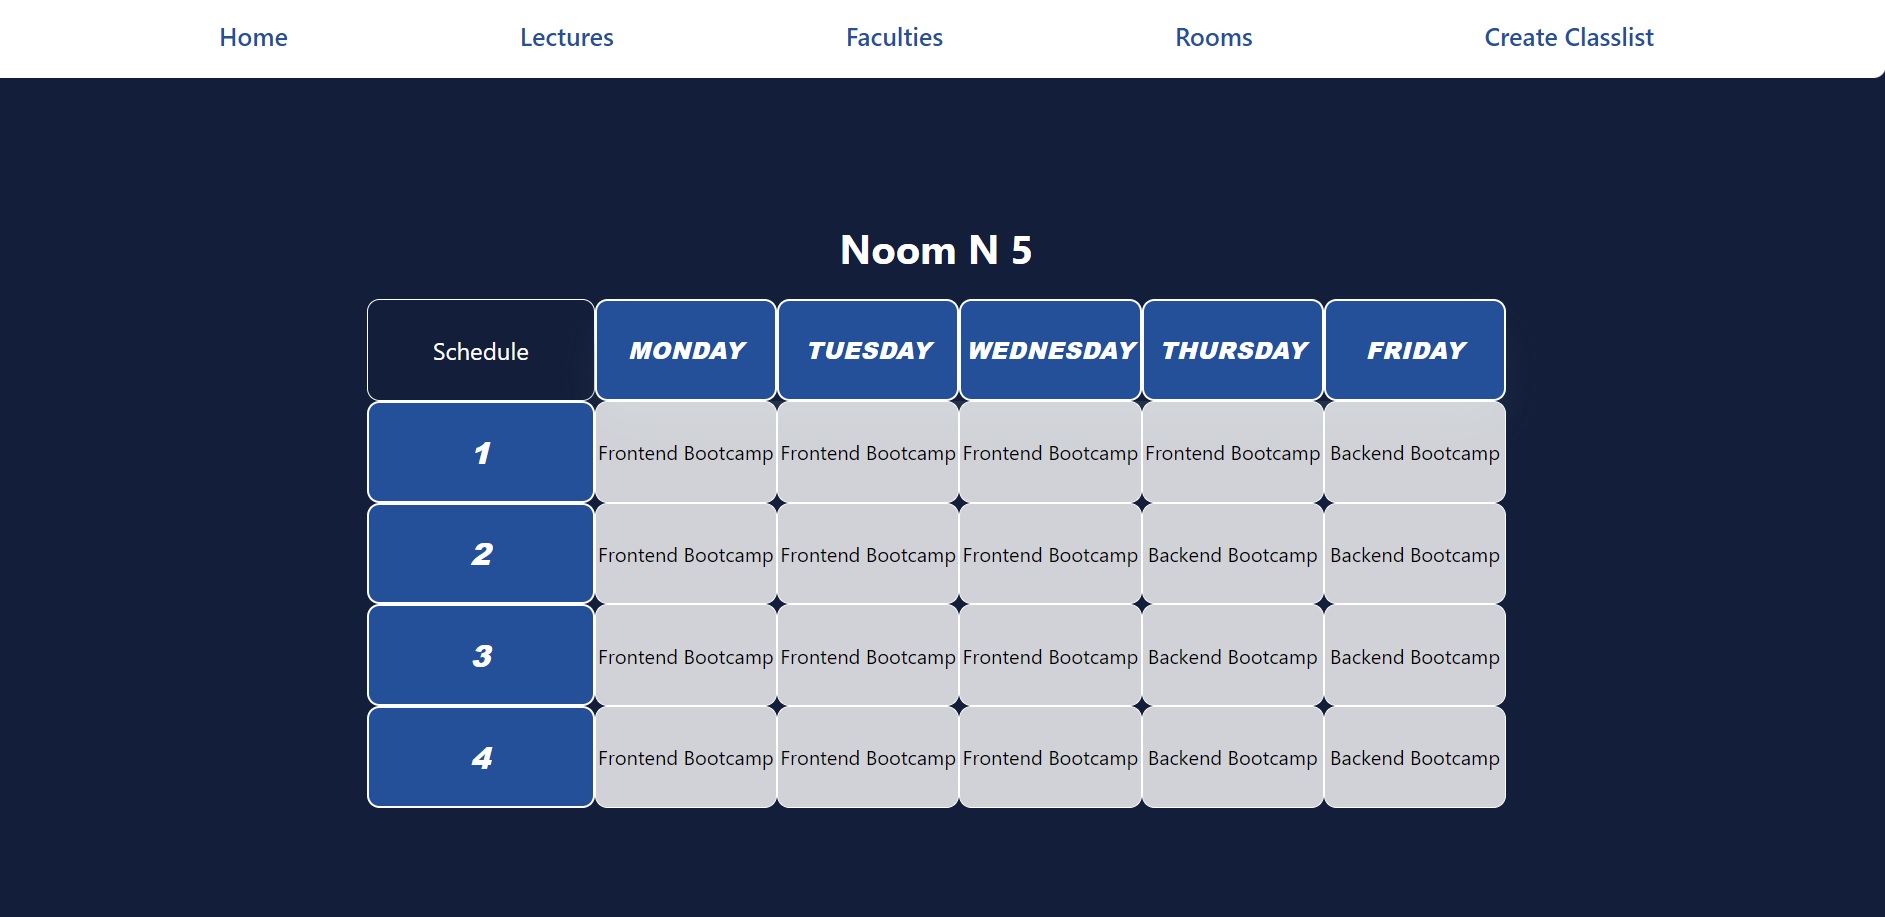 Home Lectures Faculties Rooms Create Classlist
Noom N 5
Schedule MONDAY TUESDAY WEDNESDAY THURSDAY FRIDAY
1 Frontend Bootcamp Frontend Bootcamp Frontend Bootcamp Frontend Bootcamp Backend Bootcamp
2 Frontend Bootcamp Frontend Bootcamp Frontend Bootcamp Backend Bootcamp Backend Bootcamp
3 Frontend Bootcamp Frontend Bootcamp Frontend Bootcamp Backend Bootcamp Backend Bootcamp
4 Frontend Bootcamp Frontend Bootcamp Frontend Bootcamp Backend Bootcamp Backend Bootcamp